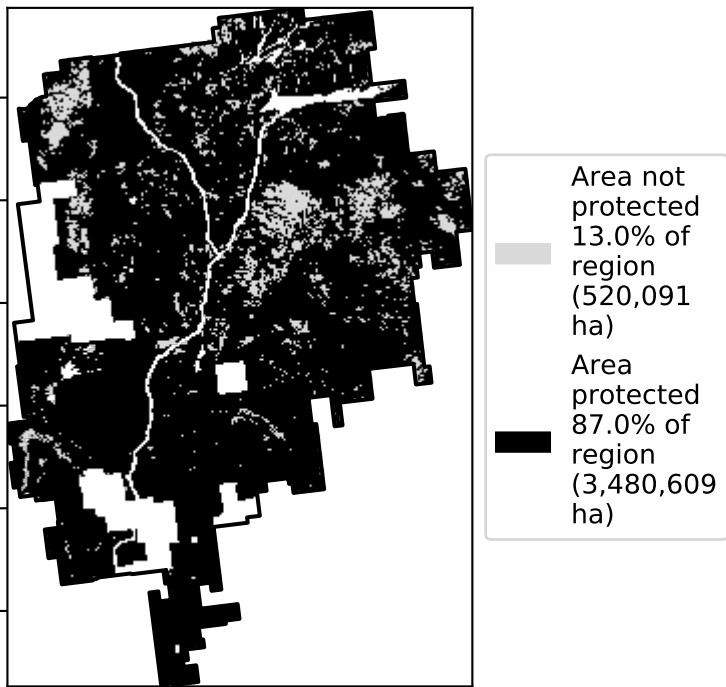 Area not
protected
13.0% of
region
(520,091
ha)
Area
protected
87.0% of
region
(3,480,609
ha)